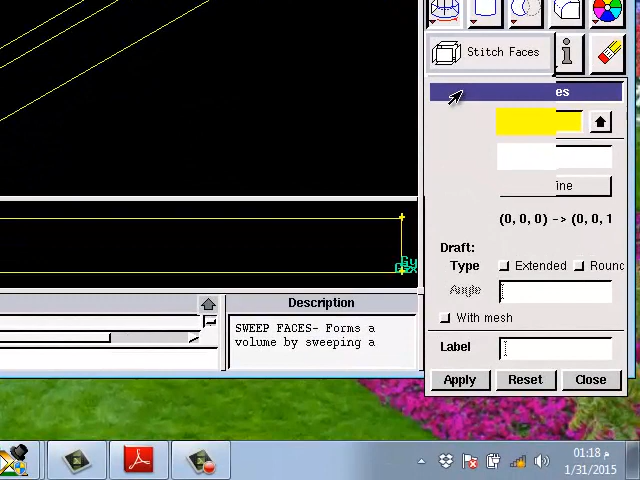 Stitch Faces
es
ine
(0, 0, 0) -> (0, 0, 1
Draft:
Type Extended Round
Angle
With mesh
Label
Apply Reset Close
Description
SWEEP FACES- Forms a
volume by sweeping a
01:18 م
1/31/2015